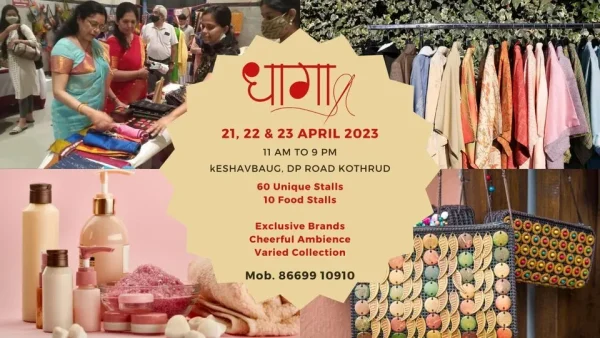 धागा
21, 22 & 23 APRIL 2023
11 AM TO 9 PM
kESHAVBAUG, DP ROAD KOTHRUD
60 Unique Stalls
10 Food Stalls
Exclusive Brands
Cheerful Ambience
Varied Collection
Mob. 86699 10910